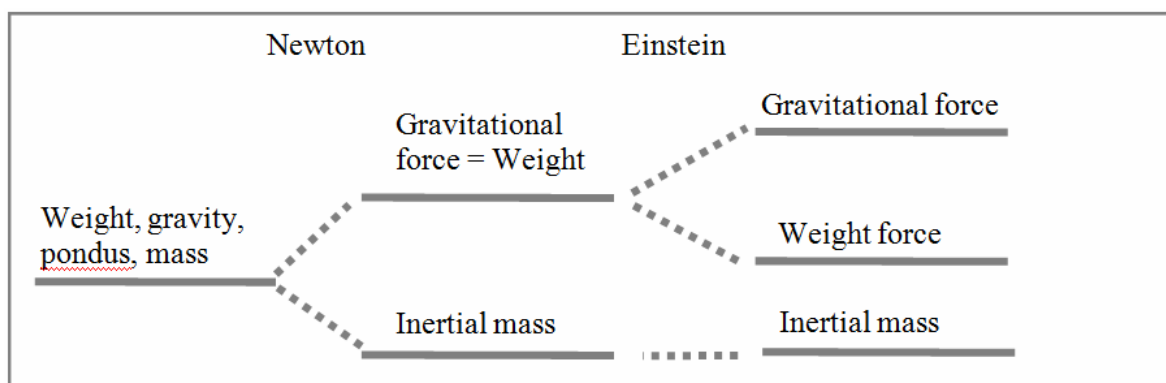 Newton
Einstein
Weight, gravity,
pondus, mass
Gravitational
force = Weight
Inertial mass
Gravitational force
Weight force
Inertial mass